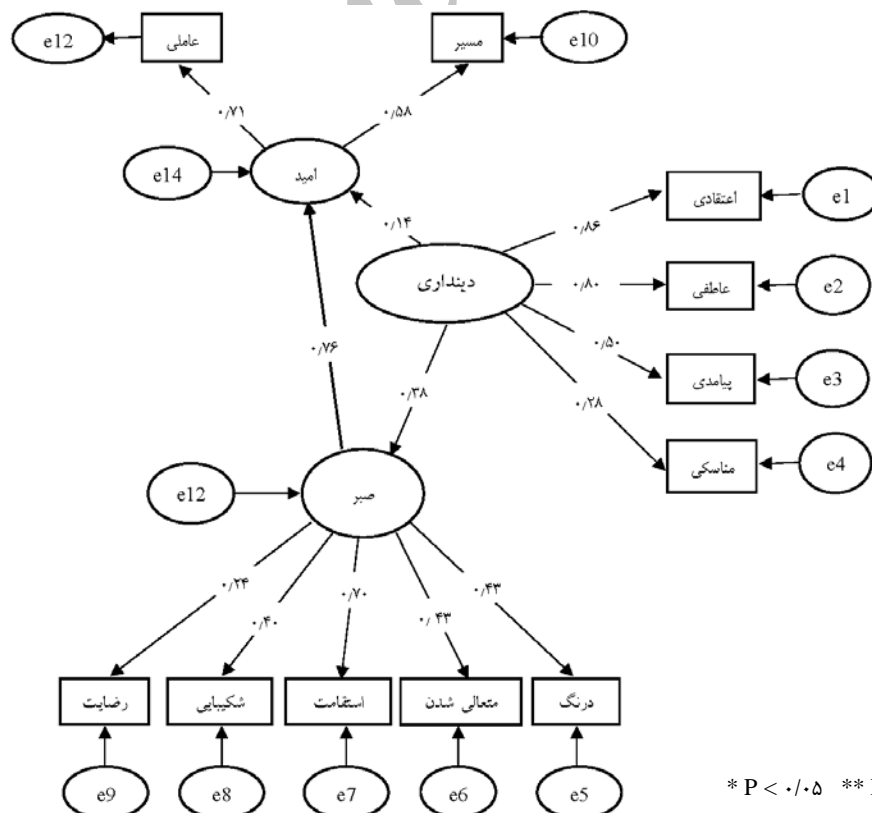 e12
عاملی
مسیر
e10
۰/۷۱
۰/۵۸
e14
امید
اعتقادی
e1
۰/۱۴
۰/۸۶
دینداری
۰/۸۰
عاطفی
e2
۰/۷۶
۰/۵۰
پیامدی
e3
۰/۳۸
۰/۲۸
مناسکی
e4
e12
صبر
۰/۲۴
۰/۴۰
۰/۷۰
۰/۴۳
۰/۴۳
رضایت
شکیبایی
استقامت
متعالی شدن
درنگ
e9
e8
e7
e6
e5
* P < ۰/۰۵ **